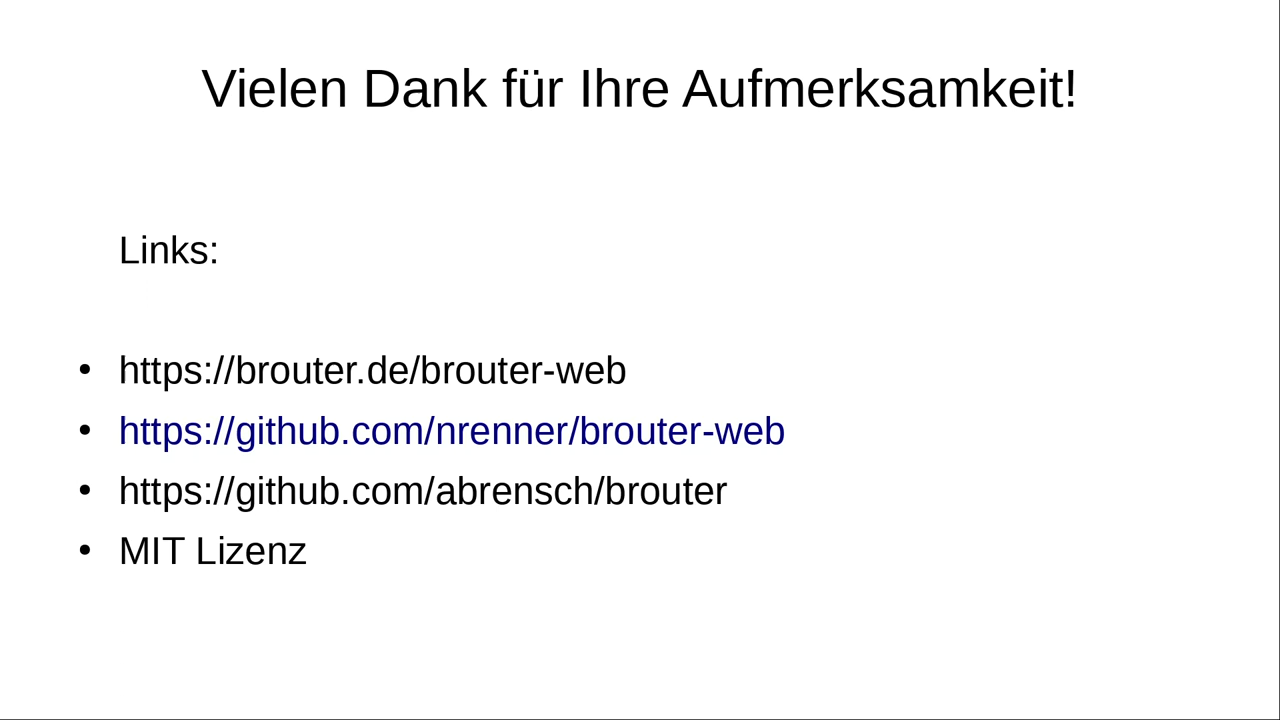 Vielen Dank für Ihre Aufmerksamkeit!
Links:
• https://brouter.de/brouter-web
• https://github.com/nrenner/brouter-web
• https://github.com/abrensch/brouter
• MIT Lizenz